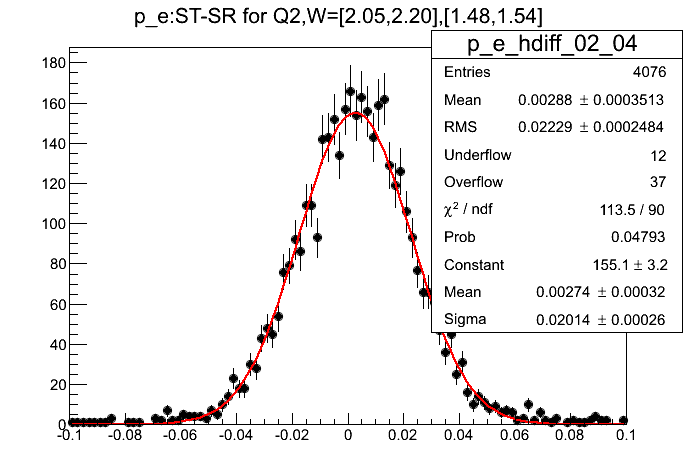 p_e:ST-SR for Q2,W=[2.05,2.20],[1.48,1.54]
p_e_hdiff_02_04
Entries 4076
Mean 0.00288 ± 0.0003513
RMS 0.02229 ± 0.0002484
Underflow 12
Overflow 37
χ² / ndf 113.5 / 90
Prob 0.04793
Constant 155.1 ± 3.2
Mean 0.00274 ± 0.00032
Sigma 0.02014 ± 0.00026
180
160
140
120
100
80
60
40
20
0
-0.1 -0.08 -0.06 -0.04 -0.02 0 0.02 0.04 0.06 0.08 0.1